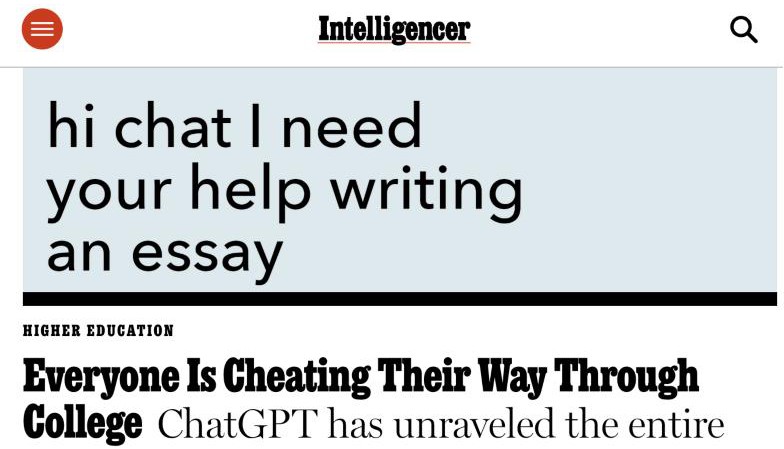 Intelligencer
hi chat I need
your help writing
an essay
HIGHER EDUCATION
Everyone Is Cheating Their Way Through
College ChatGPT has unraveled the entire